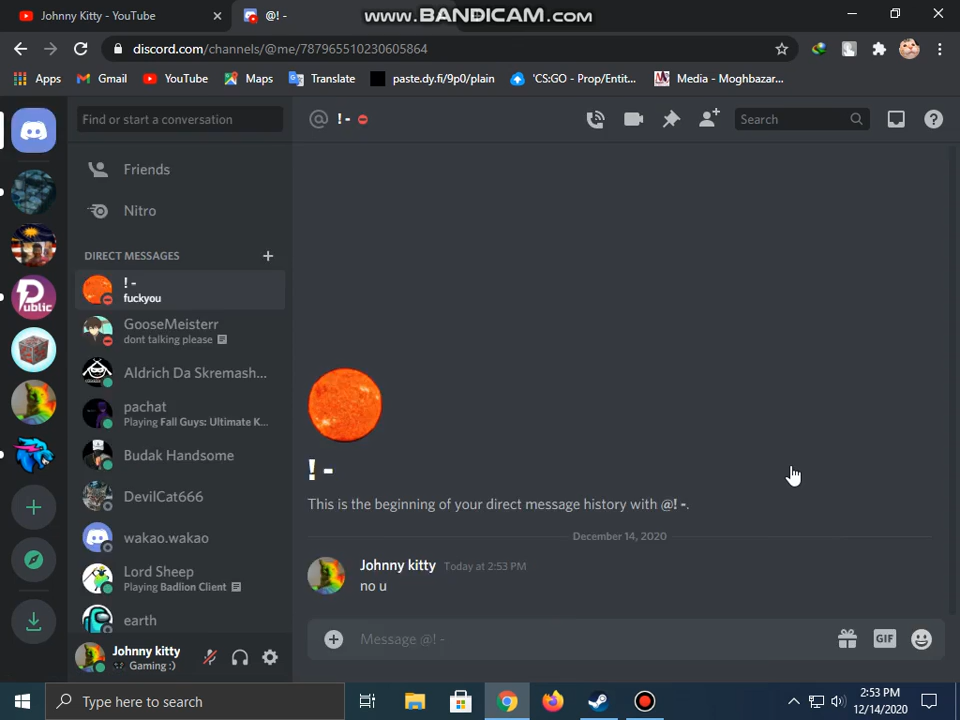 Johnny Kitty - YouTube
@! -
WWW.BANDICAM.COM
discord.com/channels/@me/787965510230605864
Apps
Gmail
YouTube
Maps
Translate
paste.dy.fi/9p0/plain
'CS:GO - Prop/Entit...
Media - Moghbazar...
Find or start a conversation
! -
Search
Friends
Nitro
DIRECT MESSAGES
! -
fuckyou
GooseMeisterr
dont talking please
Aldrich Da Skremash...
pachat
Playing Fall Guys: Ultimate K...
Budak Handsome
DevilCat666
wakao.wakao
Lord Sheep
Playing Badlion Client
earth
Public
! -
This is the beginning of your direct message history with @! -.
December 14, 2020
Johnny kitty Today at 2:53 PM
no u
Message @! -
GIF
Johnny kitty
Gaming :)
Type here to search
2:53 PM
12/14/2020